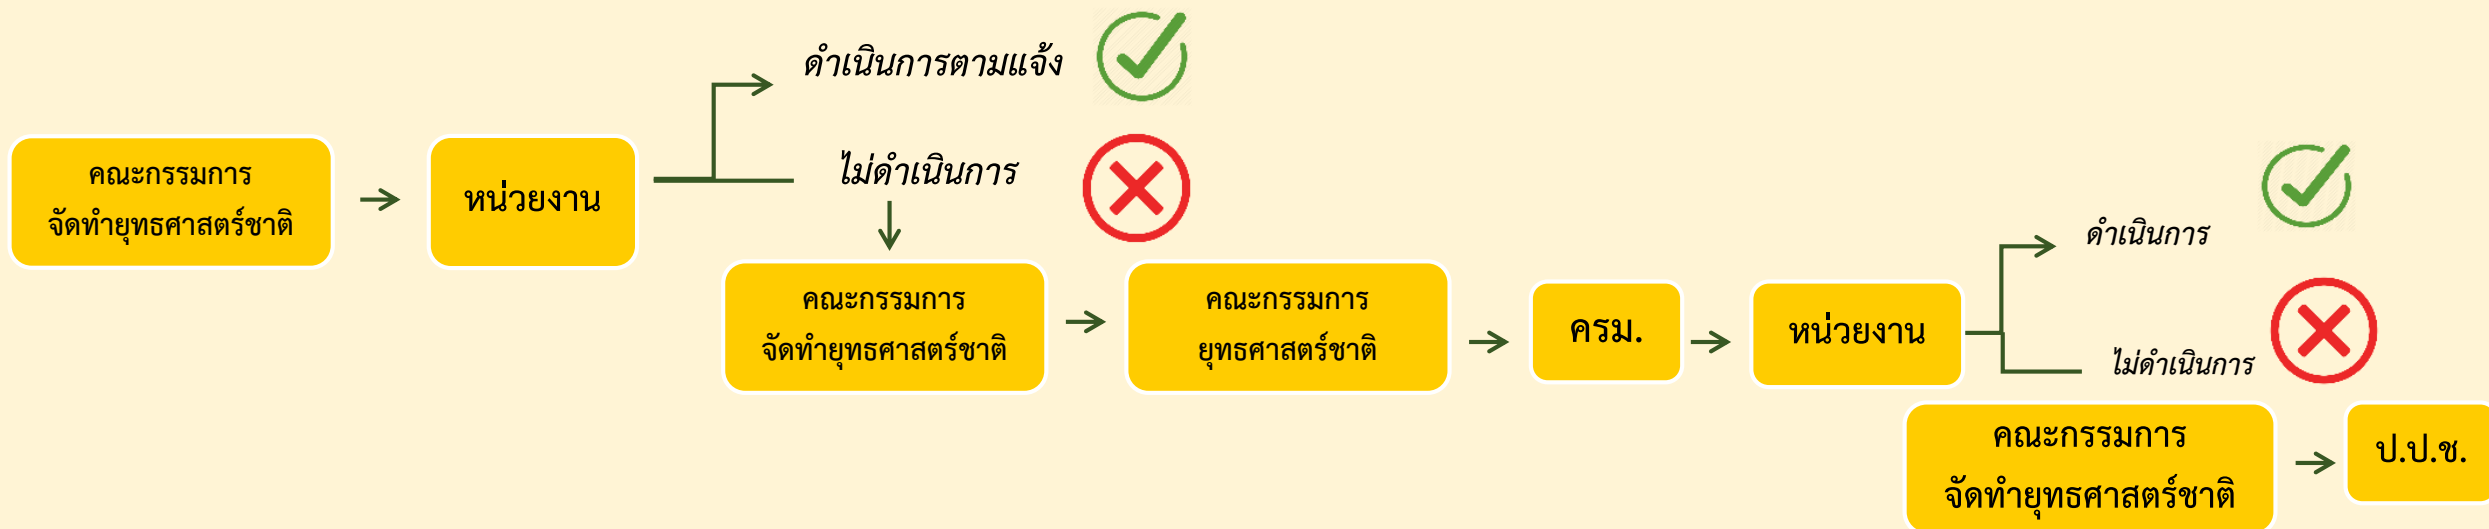 ดำเนินการตามแจ้ง
คณะกรรมการ
จัดทำยุทธศาสตร์ชาติ
หน่วยงาน
ไม่ดำเนินการ
คณะกรรมการ
จัดทำยุทธศาสตร์ชาติ
คณะกรรมการ
ยุทธศาสตร์ชาติ
ครม.
หน่วยงาน
ดำเนินการ
ไม่ดำเนินการ
คณะกรรมการ
จัดทำยุทธศาสตร์ชาติ
ป.ป.ช.